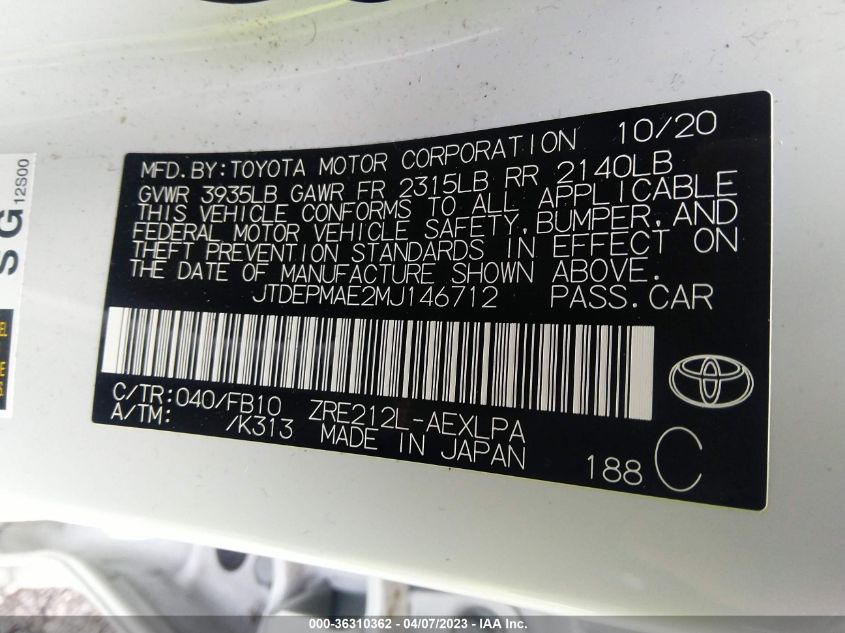 MFD. BY: TOYOTA MOTOR CORPORATION 10/20
GVWR 3935LB GAWR FR 2315LB RR 2140LB
THIS VEHICLE CONFORMS TO ALL APPLICABLE
FEDERAL MOTOR VEHICLE SAFETY, BUMPER, AND
THEFT PREVENTION STANDARDS IN EFFECT ON
THE DATE OF MANUFACTURE SHOWN ABOVE.
JTDEPMAE2MJ146712 PASS. CAR
C/TR: 040/FB10 ZRE212L-AEXLPA
A/TM: /K313 MADE IN JAPAN
188 C
SG
12S00
000-36310362 - 04/07/2023 - IAA Inc.